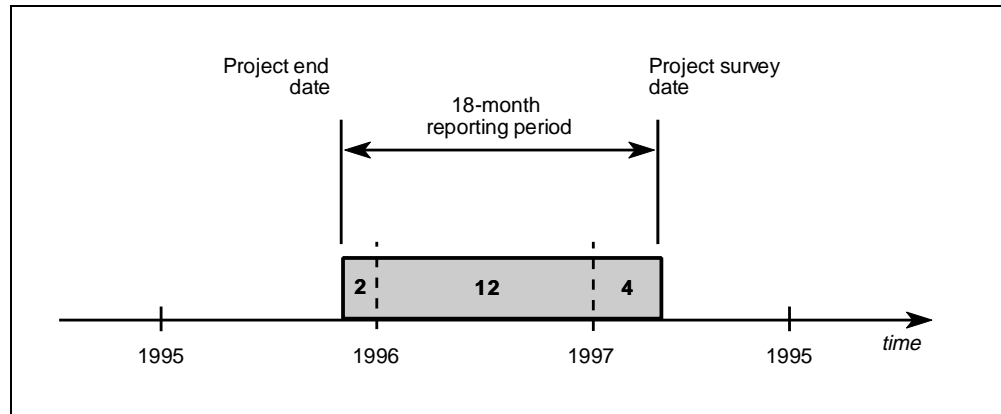 Project end
date
18-month
reporting period
Project survey
date
2
12
4
1995
1996
1997
1995
time